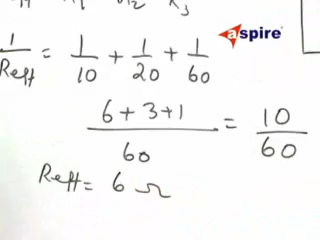 aspire
1/Reff = 1/10 + 1/20 + 1/60
6+3+1/60 = 10/60
Reff = 6 Ω